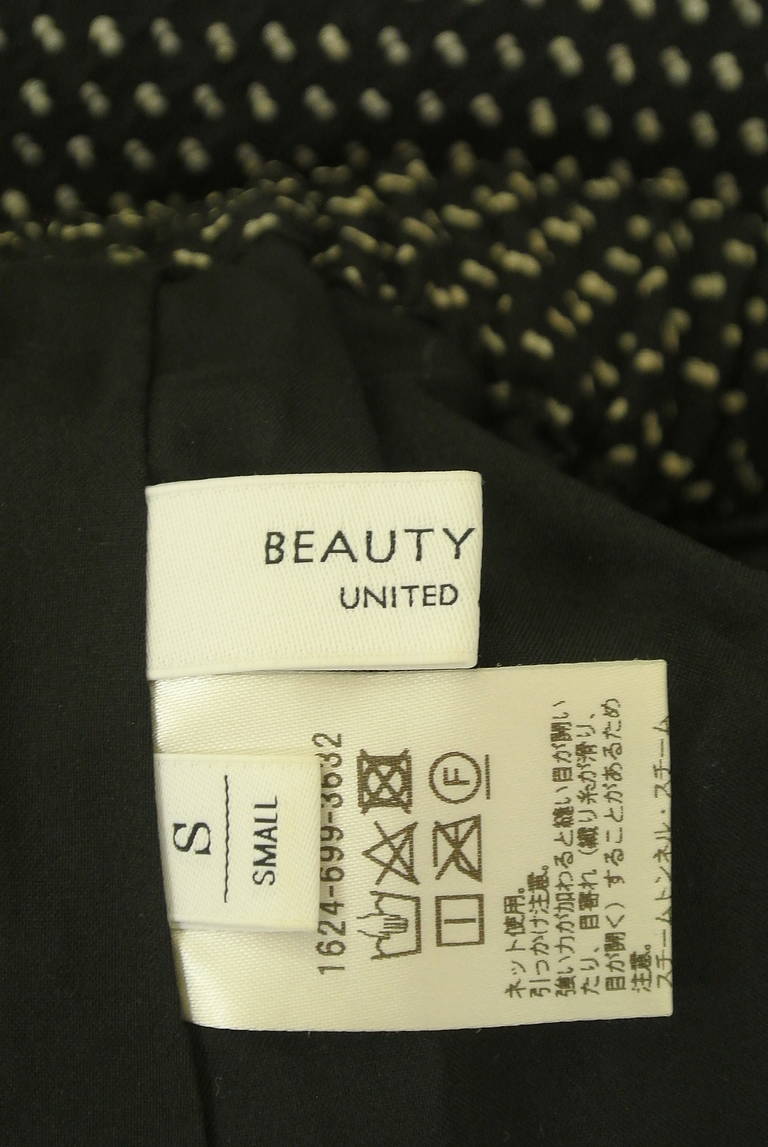 BEAUTY
UNITED
S
SMALL
1624-699-3632
F
ネット使用。
引っかけ注意。
強い力が加わると縫い目が開い
たり、目寄れ（織り糸が滑り、
目が開く）することがあるため
注意。
スチームトンネル・スチーム